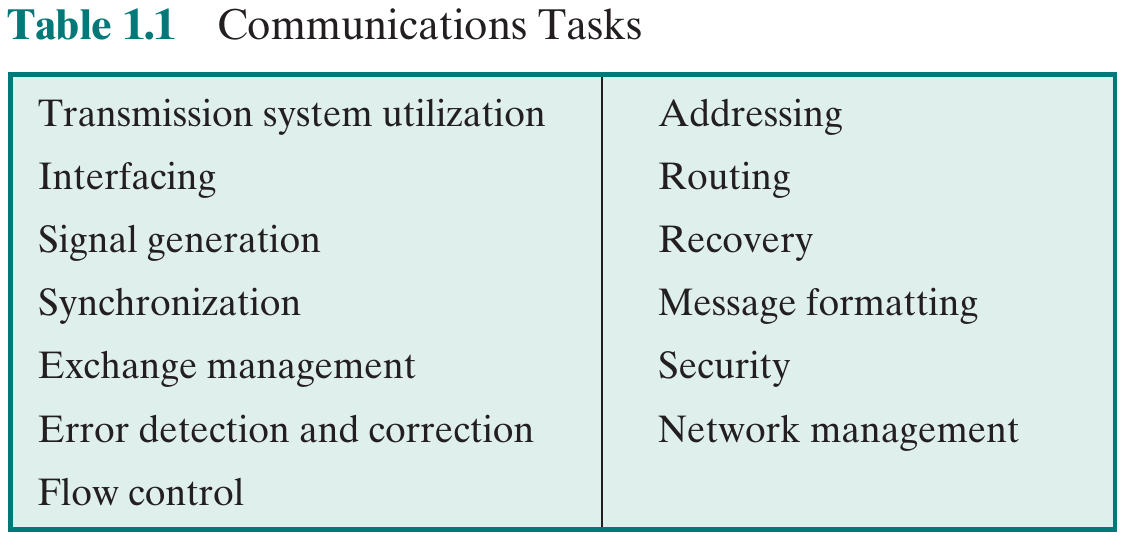 Table 1.1 Communications Tasks
Transmission system utilization
Interfacing
Signal generation
Synchronization
Exchange management
Error detection and correction
Flow control
Addressing
Routing
Recovery
Message formatting
Security
Network management